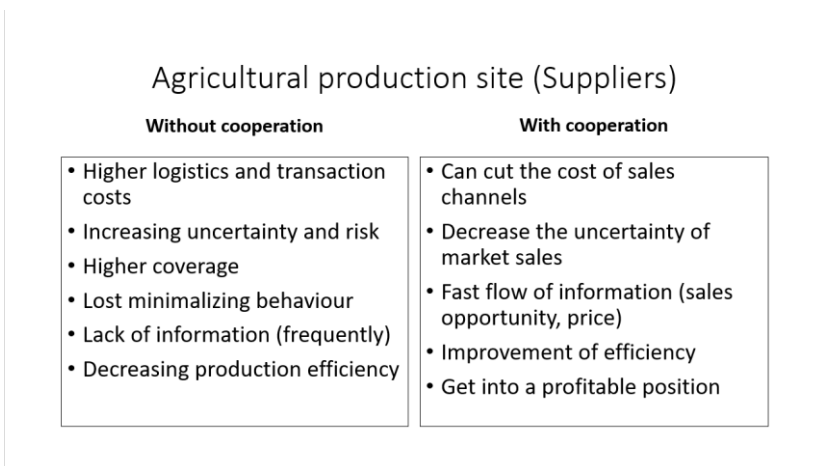 Agricultural production site (Suppliers)
Without cooperation
• Higher logistics and transaction
costs
• Increasing uncertainty and risk
• Higher coverage
• Lost minimalizing behaviour
• Lack of information (frequently)
• Decreasing production efficiency
With cooperation
• Can cut the cost of sales
channels
• Decrease the uncertainty of
market sales
• Fast flow of information (sales
opportunity, price)
• Improvement of efficiency
• Get into a profitable position